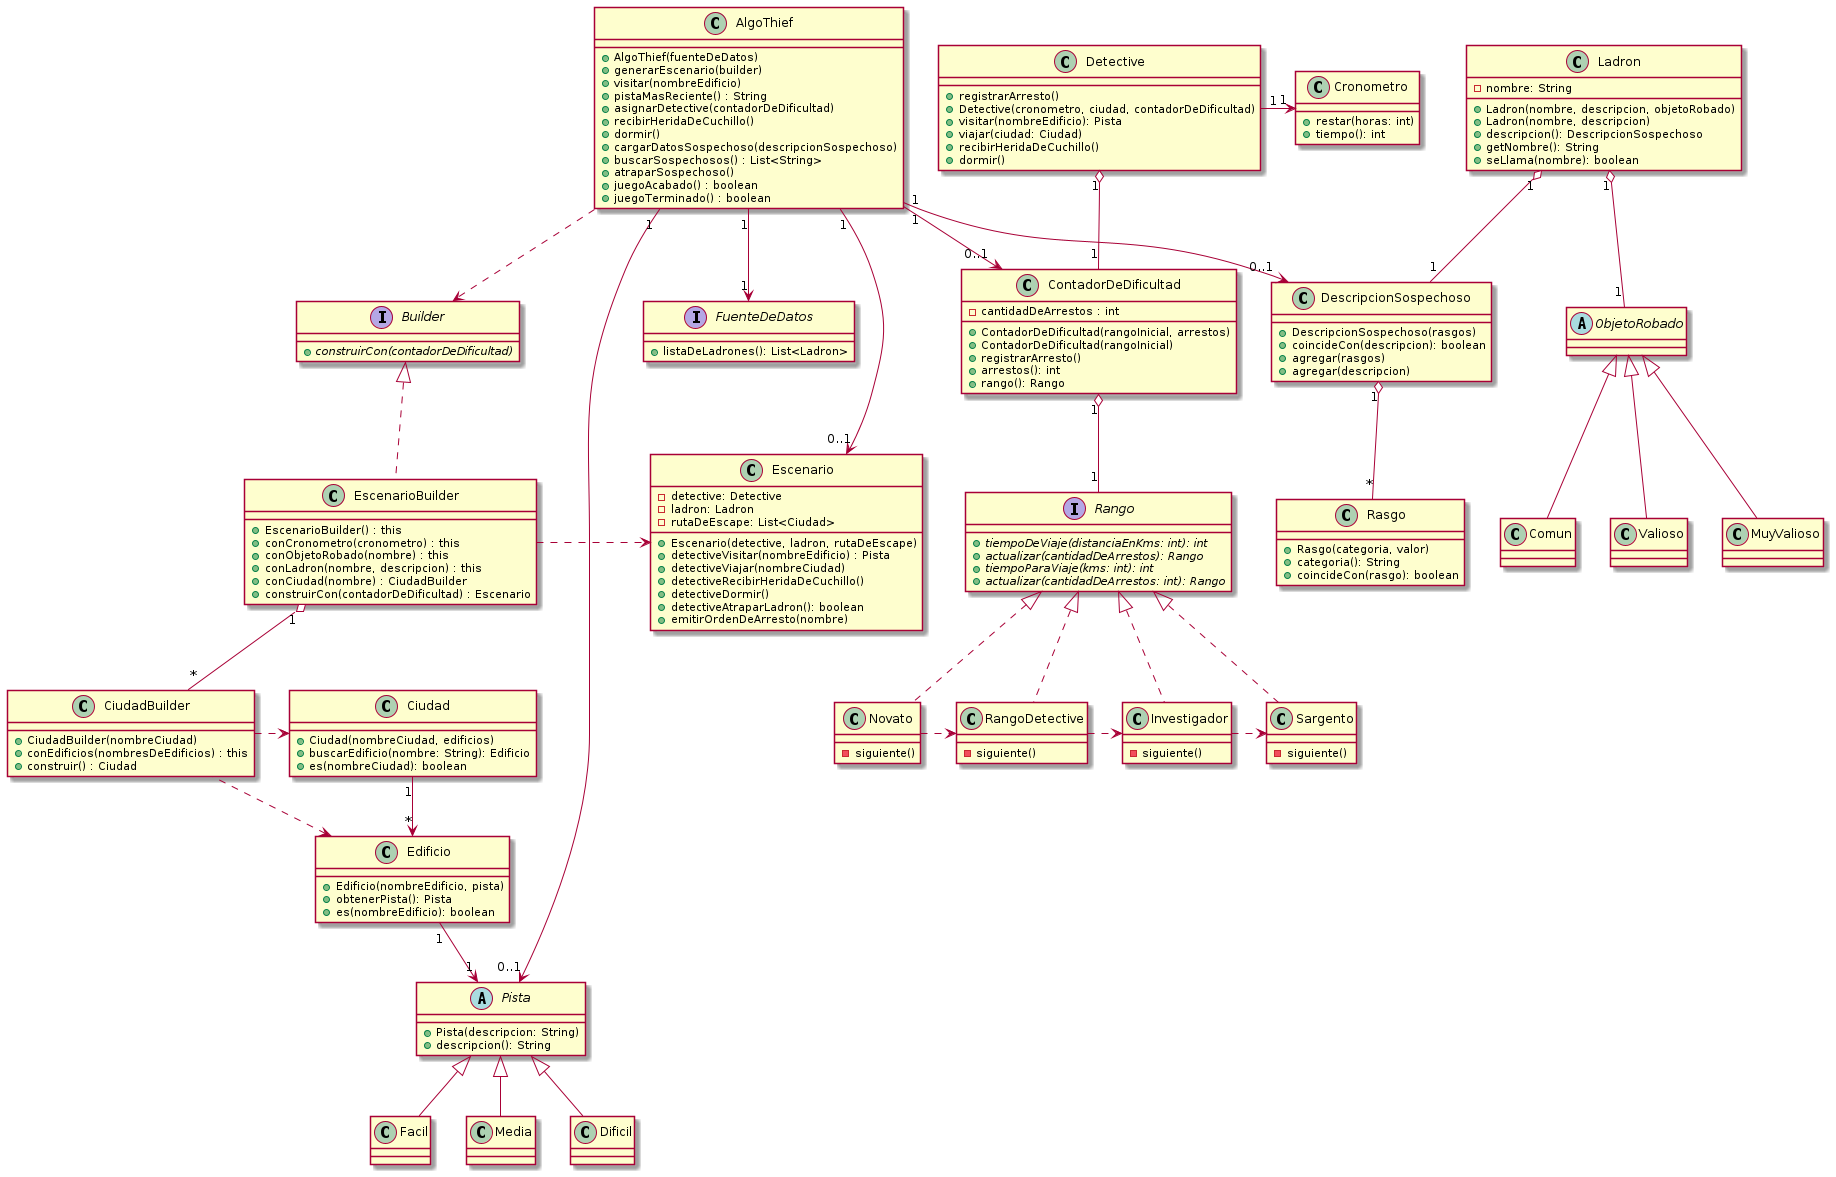 AlgoThief
AlgoThief(fuenteDeDatos)
generarEscenario(builder)
visitar(nombreEdificio)
pistaMasReciente() : String
asignarDetective(contadorDeDificultad)
recibirHeridaDeCuchillo()
dormir()
cargarDatosSospechoso(descripcionSospechoso)
buscarSospechosos() : List<String>
atraparSospechoso()
juegoAcabado() : boolean
juegoTerminado() : boolean
Detective
registrarArresto()
Detective(cronometro, ciudad, contadorDeDificultad)
visitar(nombreEdificio): Pista
viajar(ciudad: Ciudad)
recibirHeridaDeCuchillo()
dormir()
1 1
Cronometro
restar(horas: int)
tiempo(): int
Ladron
nombre: String
Ladron(nombre, descripcion, objetoRobado)
Ladron(nombre, descripcion)
descripcion(): DescripcionSospechoso
getNombre(): String
seLlama(nombre): boolean
1
1
1
1
1
1
1
1
1
0..1
1
0..1
1
1
Builder
construirCon(contadorDeDificultad)
FuenteDeDatos
listaDeLadrones(): List<Ladron>
ContadorDeDificultad
cantidadDeArrestos : int
ContadorDeDificultad(rangoInicial, arrestos)
ContadorDeDificultad(rangoInicial)
registrarArresto()
arrestos(): int
rango(): Rango
DescripcionSospechoso
DescripcionSospechoso(rasgos)
coincideCon(descripcion): boolean
agregar(rasgos)
agregar(descripcion)
ObjetoRobado
1
1
0..1
1
*
EscenarioBuilder
EscenarioBuilder() : this
conCronometro(cronometro) : this
conObjetoRobado(nombre) : this
conLadron(nombre, descripcion) : this
conCiudad(nombre) : CiudadBuilder
construirCon(contadorDeDificultad) : Escenario
Escenario
detective: Detective
ladron: Ladron
rutaDeEscape: List<Ciudad>
Escenario(detective, ladron, rutaDeEscape)
detectiveVisitar(nombreEdificio) : Pista
detectiveViajar(nombreCiudad)
detectiveRecibirHeridaDeCuchillo()
detectiveDormir()
detectiveAtraparLadron(): boolean
emitirOrdenDeArresto(nombre)
Rango
tiempoDeViaje(distanciaEnKms: int): int
actualizar(cantidadDeArrestos): Rango
tiempoParaViaje(kms: int): int
actualizar(cantidadDeArrestos: int): Rango
Rasgo
Rasgo(categoria, valor)
categoria(): String
coincideCon(rasgo): boolean
Comun
Valioso
MuyValioso
1
*
CiudadBuilder
CiudadBuilder(nombreCiudad)
conEdificios(nombresDeEdificios) : this
construir() : Ciudad
Ciudad
Ciudad(nombreCiudad, edificios)
buscarEdificio(nombre: String): Edificio
es(nombreCiudad): boolean
Novato
siguiente()
RangoDetective
siguiente()
Investigador
siguiente()
Sargento
siguiente()
1
*
Edificio
Edificio(nombreEdificio, pista)
obtenerPista(): Pista
es(nombreEdificio): boolean
1
1
0..1
Pista
Pista(descripcion: String)
descripcion(): String
Facil
Media
Dificil